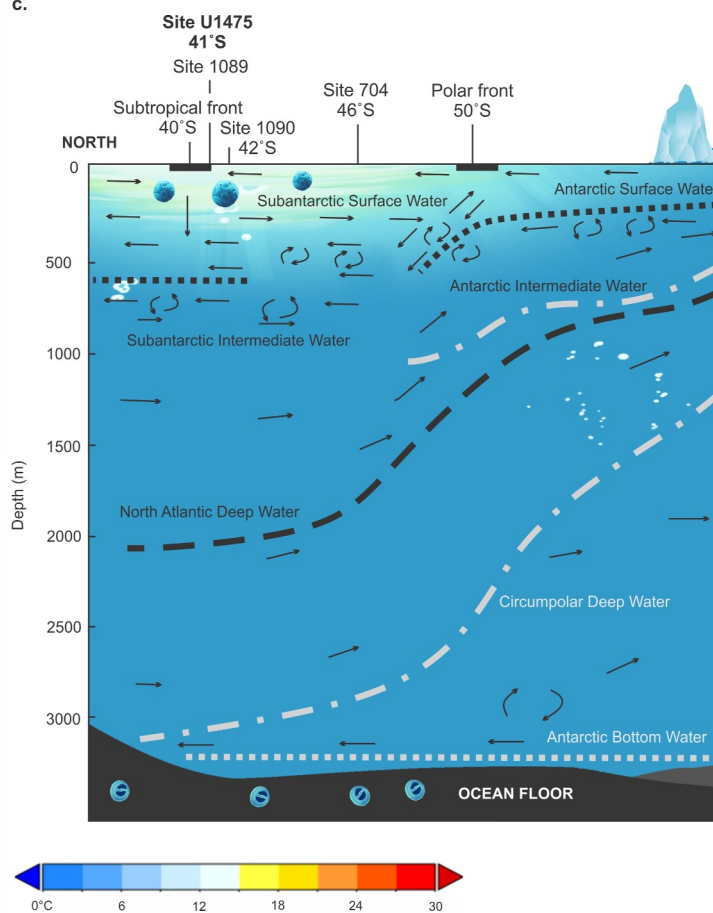 c.
Site U1475
41˚S
Site 1089
Subtropical front
40˚S
Site 1090
42˚S
Site 704
46˚S
Polar front
50˚S
NORTH
0
Subantarctic Surface Water
Antarctic Surface Wate
500
Antarctic Intermediate Water
Subantarctic Intermediate Water
1000
1500
Depth (m)
North Atlantic Deep Water
2000
Circumpolar Deep Water
2500
3000
Antarctic Bottom Water
OCEAN FLOOR
0°C 6 12 18 24 30